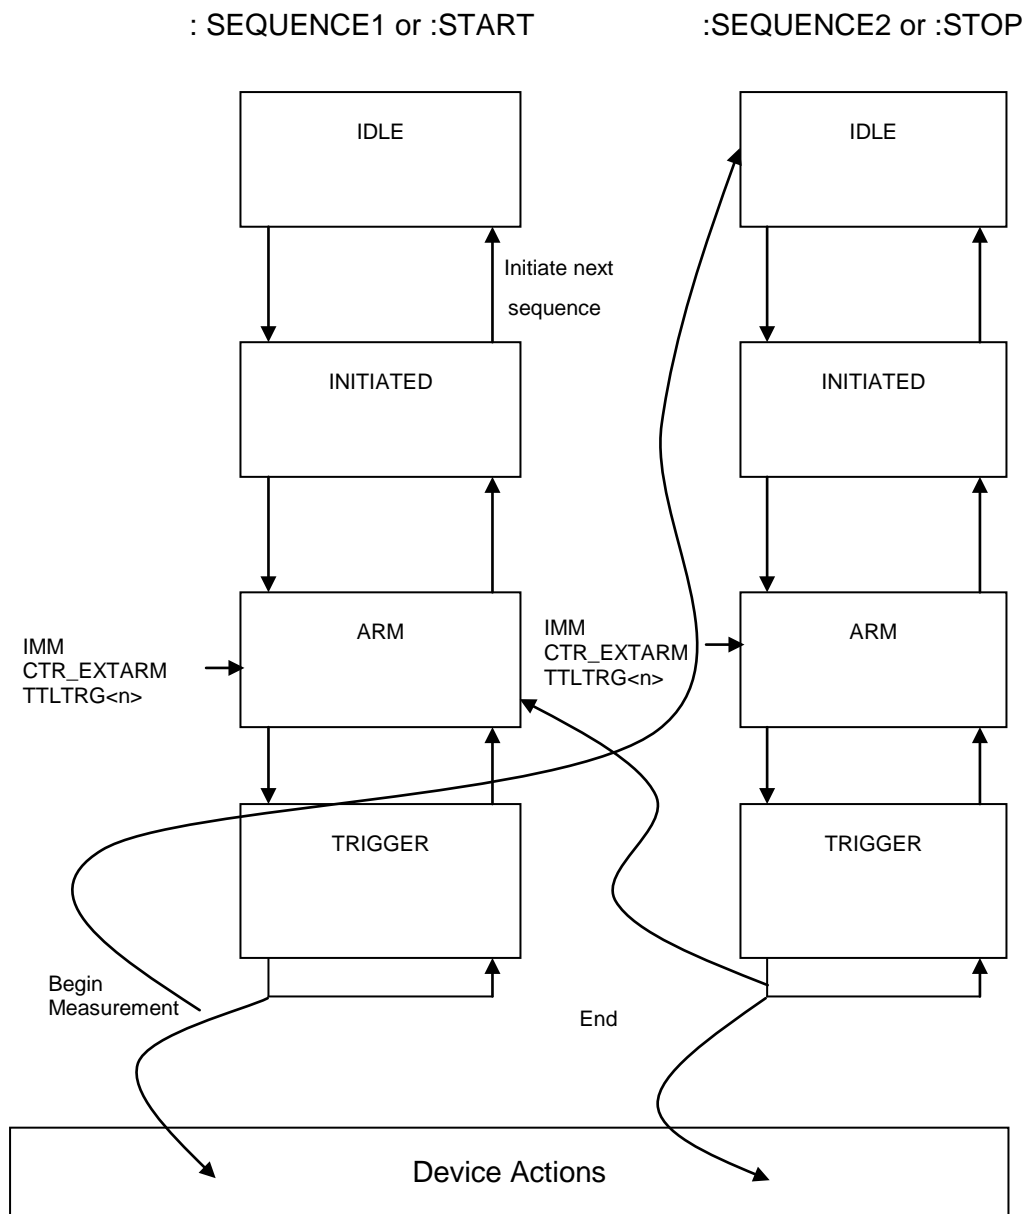 : SEQUENCE1 or :START
:SEQUENCE2 or :STOP
IDLE
IDLE
Initiate next
sequence
INITIATED
INITIATED
ARM
ARM
IMM
CTR_EXTARM
TTLTRG<n>
IMM
CTR_EXTARM
TTLTRG<n>
TRIGGER
TRIGGER
Begin
Measurement
End
Device Actions